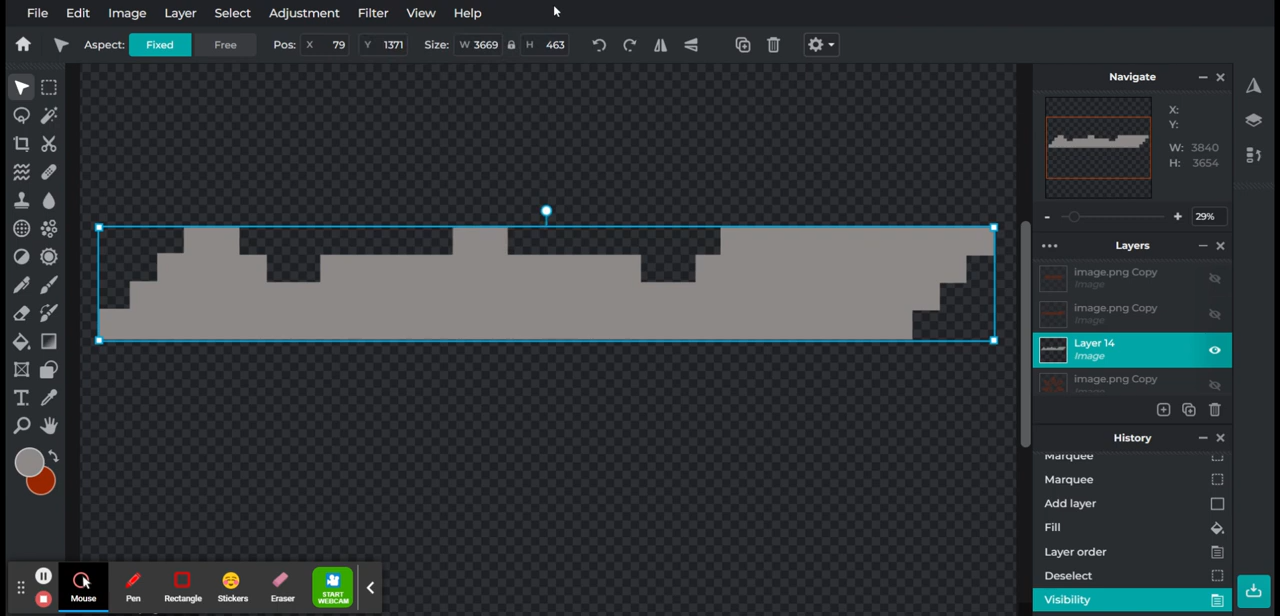 File Edit Image Layer Select Adjustment Filter View Help
Aspect: Fixed Free Pos: X 79 Y 1371 Size: W 3669 H 463
Navigate
X:
Y:
W: 3840
H: 3654
- + 29%
Layers
image.png Copy
Image
image.png Copy
Image
Layer 14
Image
image.png Copy
Image
History
Marquee
Marquee
Add layer
Fill
Layer order
Deselect
Visibility
T
Mouse Pen Rectangle Stickers Eraser START WEBCAM